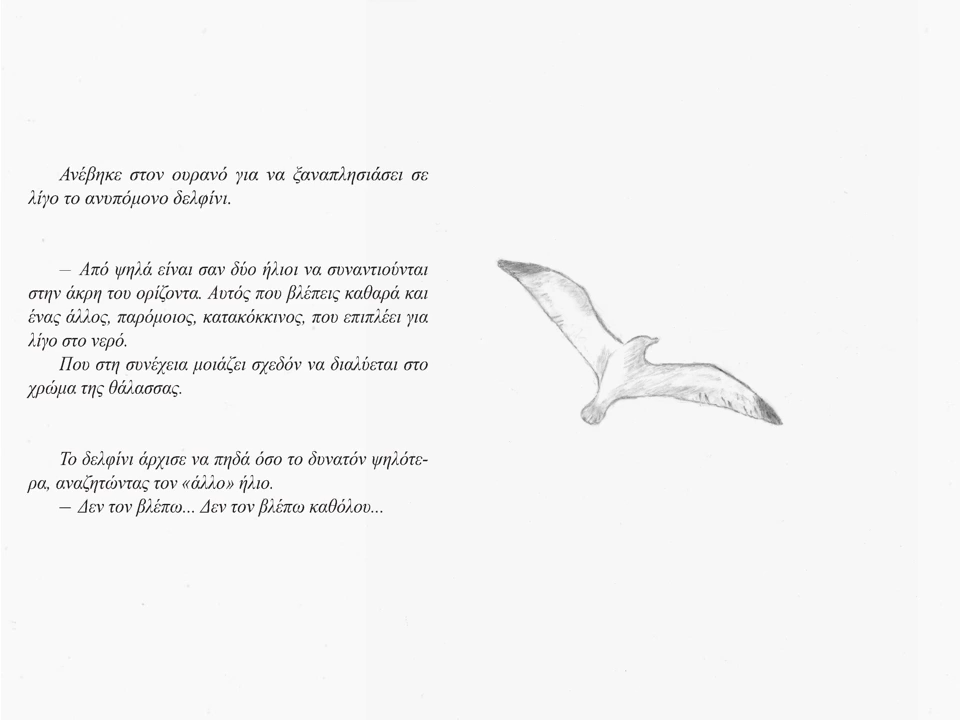 Ανέβηκε στον ουρανό για να ξαναπλησιάσει σε
λίγο το ανυπόμονο δελφίνι.
— Από ψηλά είναι σαν δύο ήλιοι να συναντιούνται
στην άκρη του ορίζοντα. Αυτός που βλέπεις καθαρά και
ένας άλλος, παρόμοιος, κατακόκκινος, που επιπλέει για
λίγο στο νερό.
Που στη συνέχεια μοιάζει σχεδόν να διαλύεται στο
χρώμα της θάλασσας.
Το δελφίνι άρχισε να πηδά όσο το δυνατόν ψηλότε-
ρα, αναζητώντας τον «άλλο» ήλιο.
— Δεν τον βλέπω... Δεν τον βλέπω καθόλου...